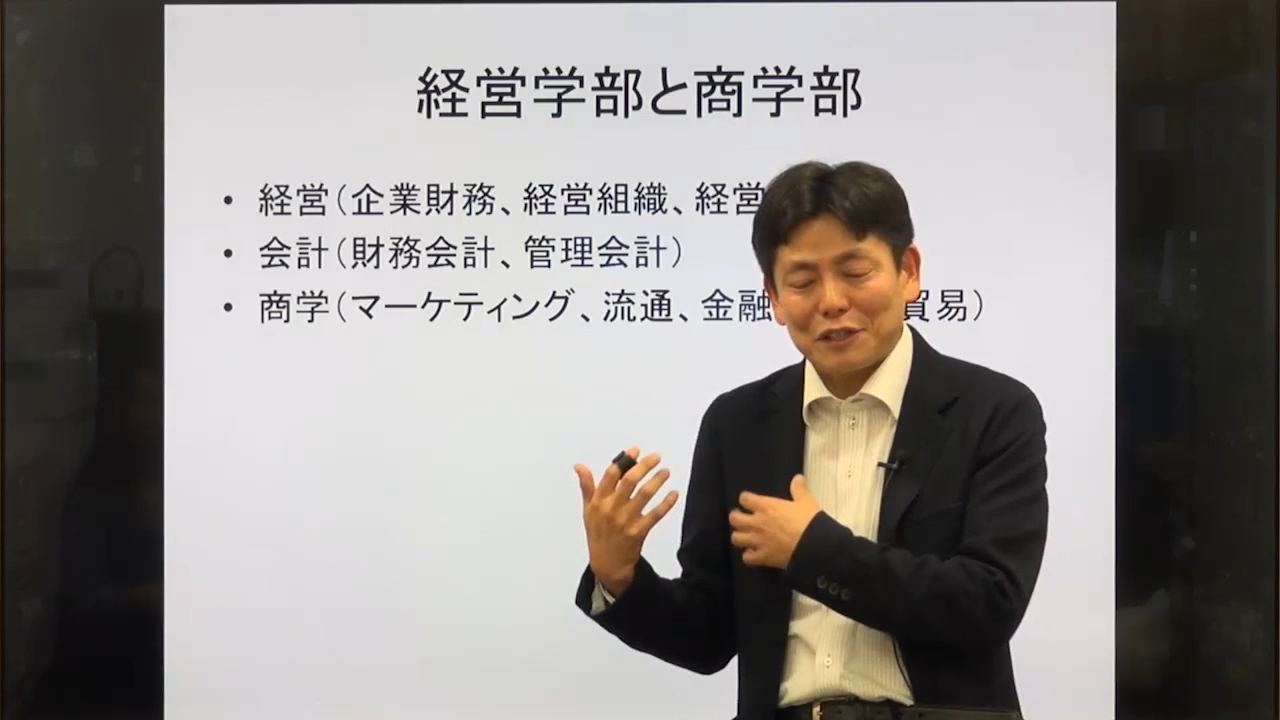 経営学部と商学部
• 経営（企業財務、経営組織、経営
• 会計（財務会計、管理会計）
• 商学（マーケティング、流通、金融 貿易）